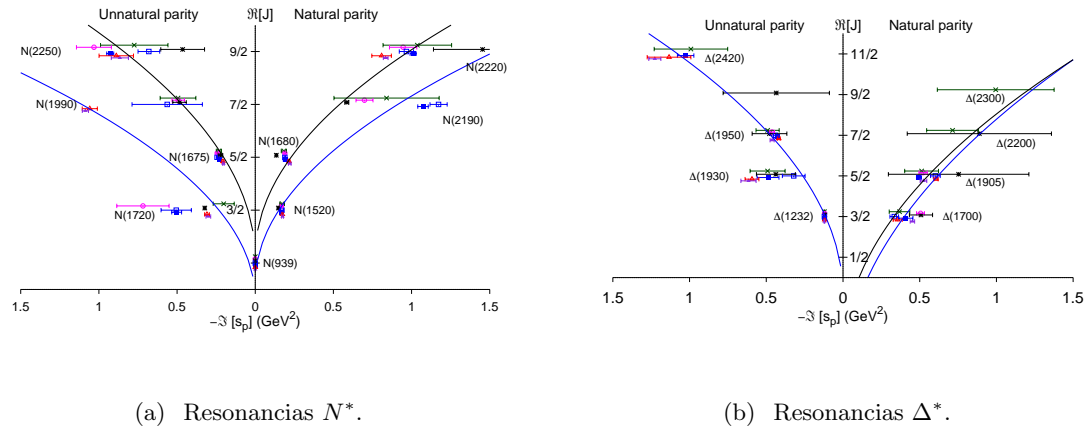 Unnatural parity ℜ[J] Natural parity
N(2250)
9/2
N(2220)
N(1990)
7/2
N(2190)
N(1680)
N(1675)
5/2
N(1720)
3/2
N(1520)
N(939)
1.5 1 0.5 0 0.5 1 1.5
−ℑ [s_p] (GeV²)
(a) Resonancias N*.
Unnatural parity ℜ[J] Natural parity
11/2
Δ(2420)
9/2
Δ(2300)
Δ(1950)
7/2
Δ(2200)
Δ(1930)
5/2
Δ(1905)
Δ(1232)
3/2
Δ(1700)
1/2
1.5 1 0.5 0 0.5 1 1.5
−ℑ [s_p] (GeV²)
(b) Resonancias Δ*.